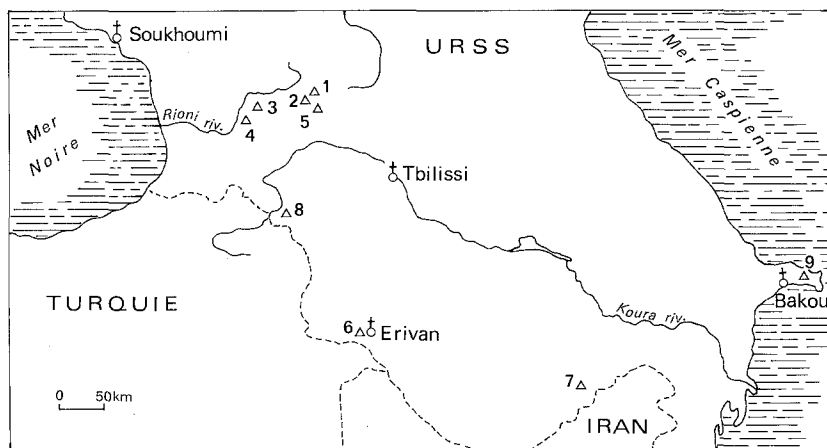 Soukhoumi
URSS
Mer Caspienne
Mer Noire
Rioni riv.
1
2
3
4
5
Tbilissi
8
9
Bakou
TURQUIE
Koura riv.
6
Erivan
7
0 50km
IRAN